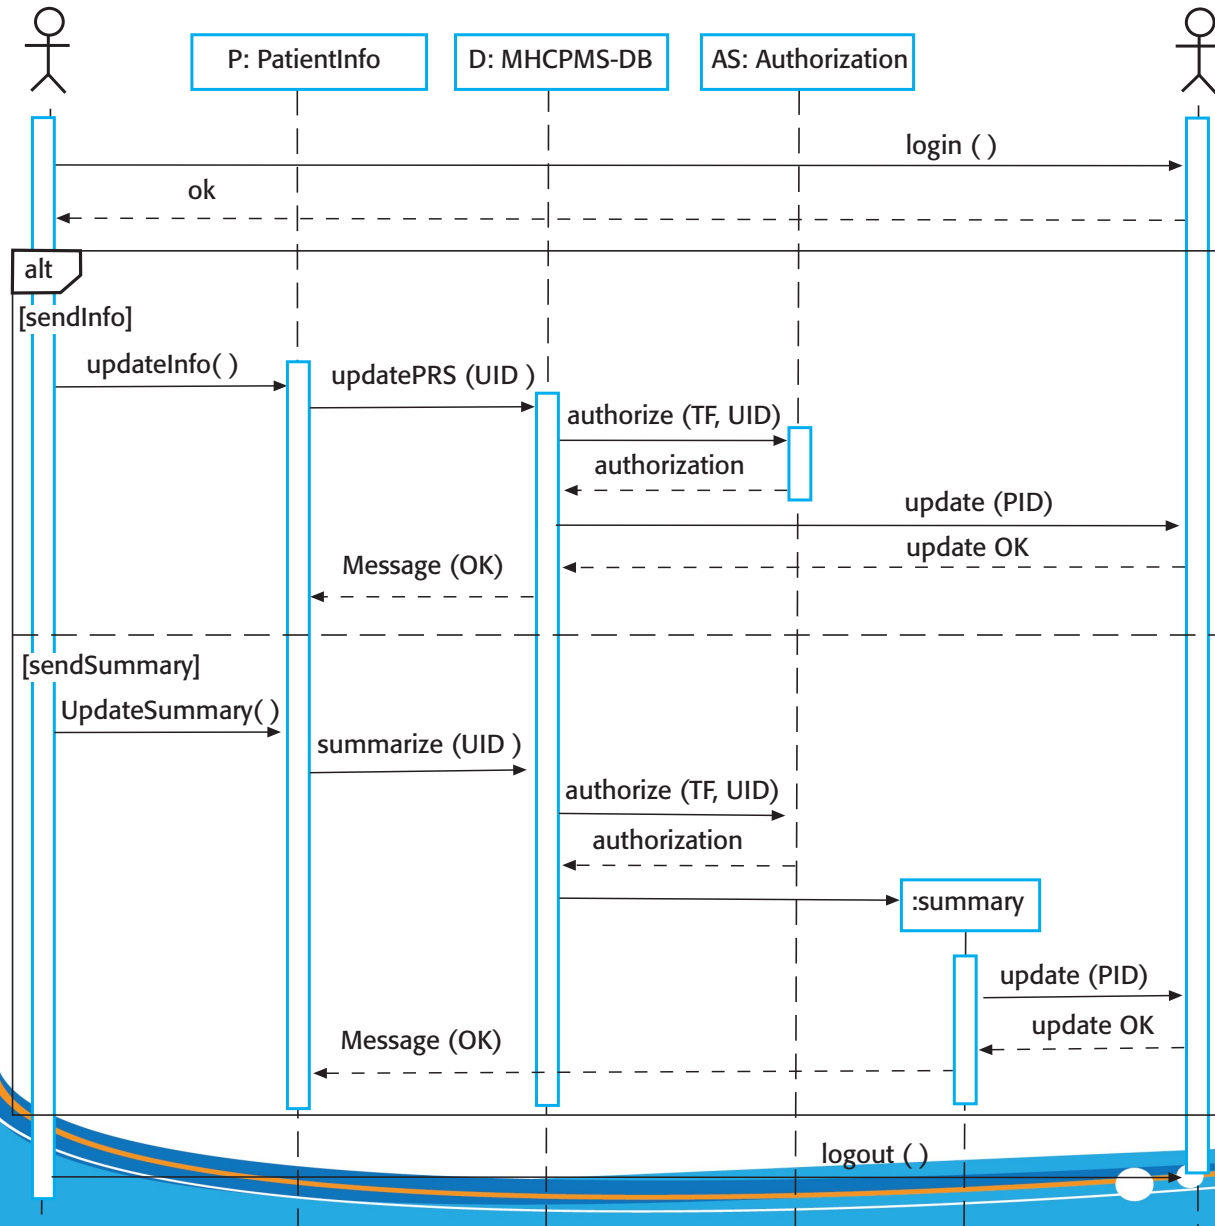 P: PatientInfo
D: MHCPMS-DB
AS: Authorization
login ( )
ok
alt
[sendInfo]
updateInfo( )
updatePRS (UID )
authorize (TF, UID)
authorization
update (PID)
update OK
Message (OK)
[sendSummary]
UpdateSummary( )
summarize (UID )
authorize (TF, UID)
authorization
:summary
update (PID)
update OK
Message (OK)
logout ( )